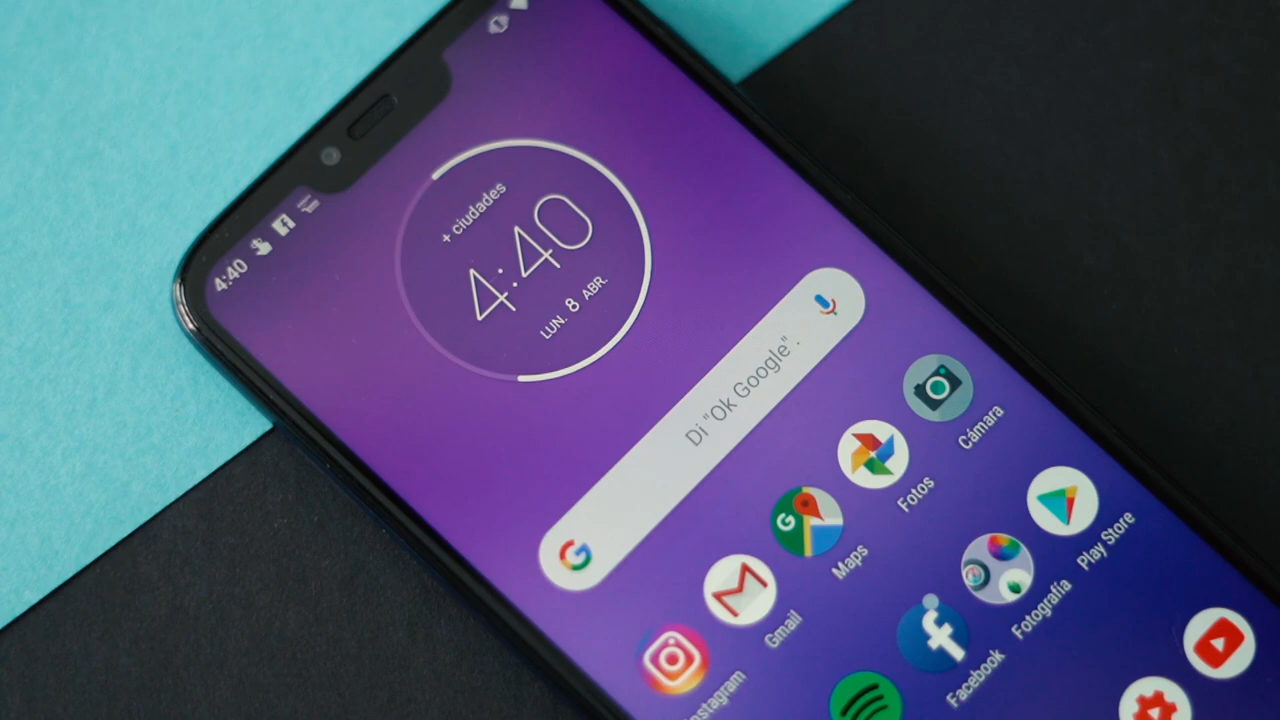 4:40
+ ciudades
4:40
LUN. 8 ABR.
Di "Ok Google".
Instagram
Gmail
Maps
Fotos
Cámara
Facebook
Fotografía
Play Store